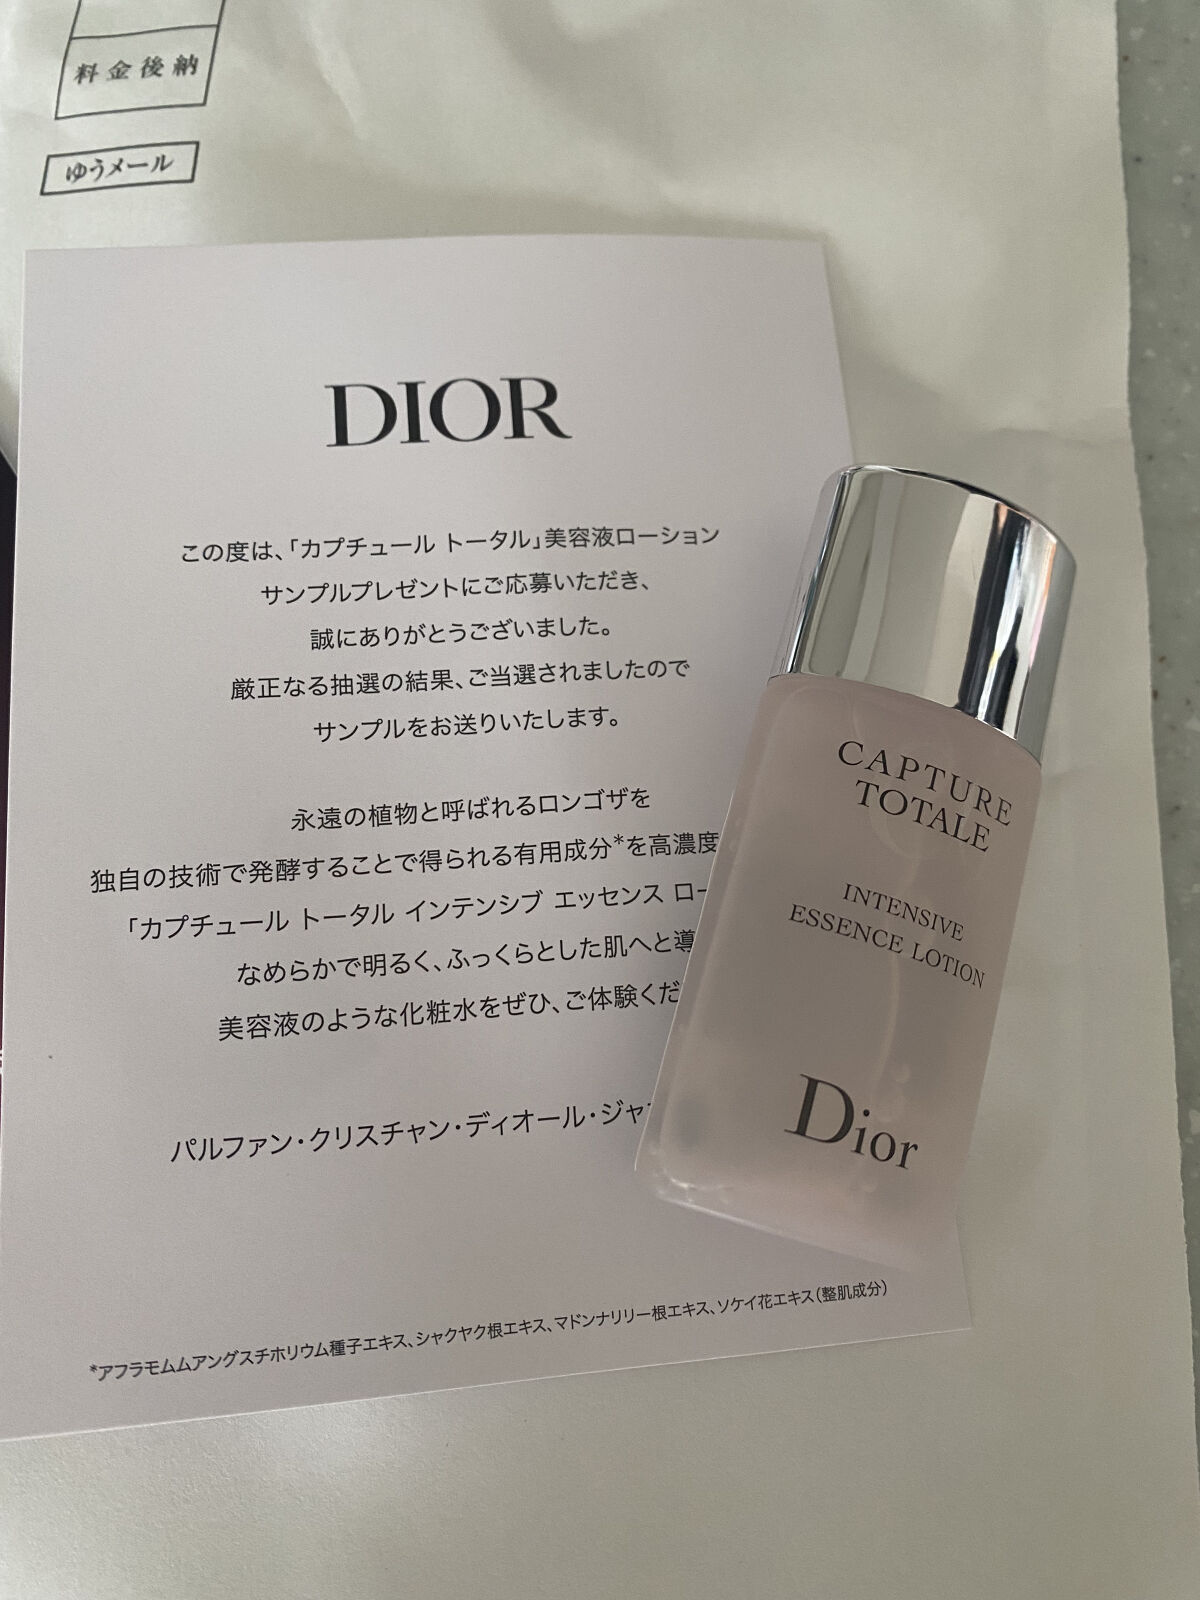 料金後納
ゆうメール
DIOR
この度は、「カプチュール トータル」美容液ローション
サンプルプレゼントにご応募いただき、
誠にありがとうございました。
厳正なる抽選の結果、ご当選されましたので
サンプルをお送りいたします。
永遠の植物と呼ばれるロンゴザを
独自の技術で発酵することで得られる有用成分*を高濃度
「カプチュール トータル インテンシブ エッセンス ロー
なめらかで明るく、ふっくらとした肌へと導
美容液のような化粧水をぜひ、ご体験くだ
パルファン・クリスチャン・ディオール・ジャ
*アフラモムムアングスチホリウム種子エキス、シャクヤク根エキス、マドンナリリー根エキス、ソケイ花エキス(整肌成分)
CAPTURE
TOTALE
INTENSIVE
ESSENCE LOTION
Dior